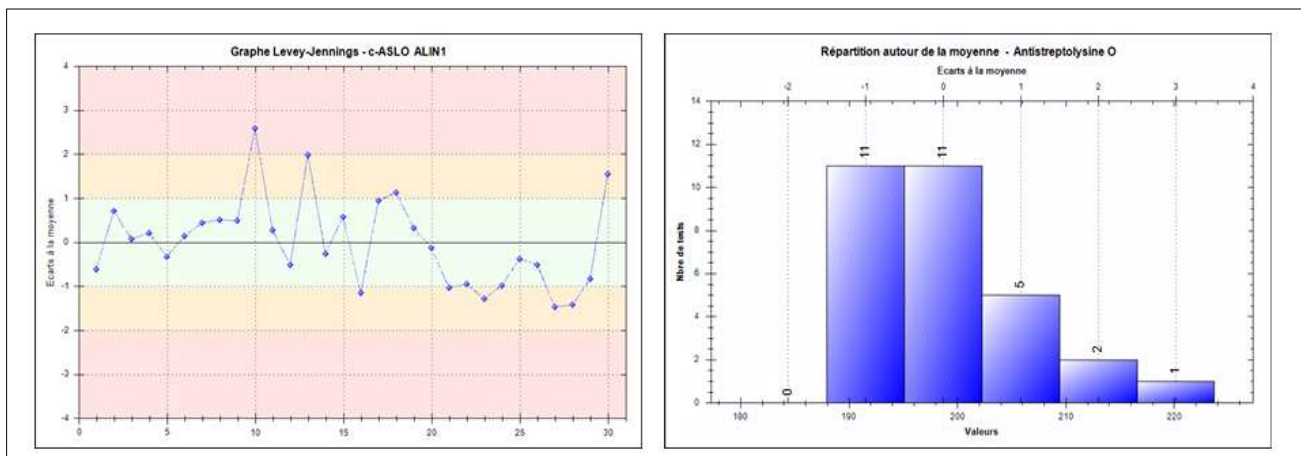 Graphe Levey-Jennings - c-ASLO ALIN1
Ecarts à la moyenne
4
3
2
1
0
-1
-2
-3
-4
0 5 10 15 20 25 30
Répartition autour de la moyenne - Antistreptolysine O
Ecarts à la moyenne
-2 -1 0 1 2 3 4
Nbre de tests
14
12
10
8
6
4
2
0
0 11 11 5 2 1
180 190 200 210 220
Valeurs